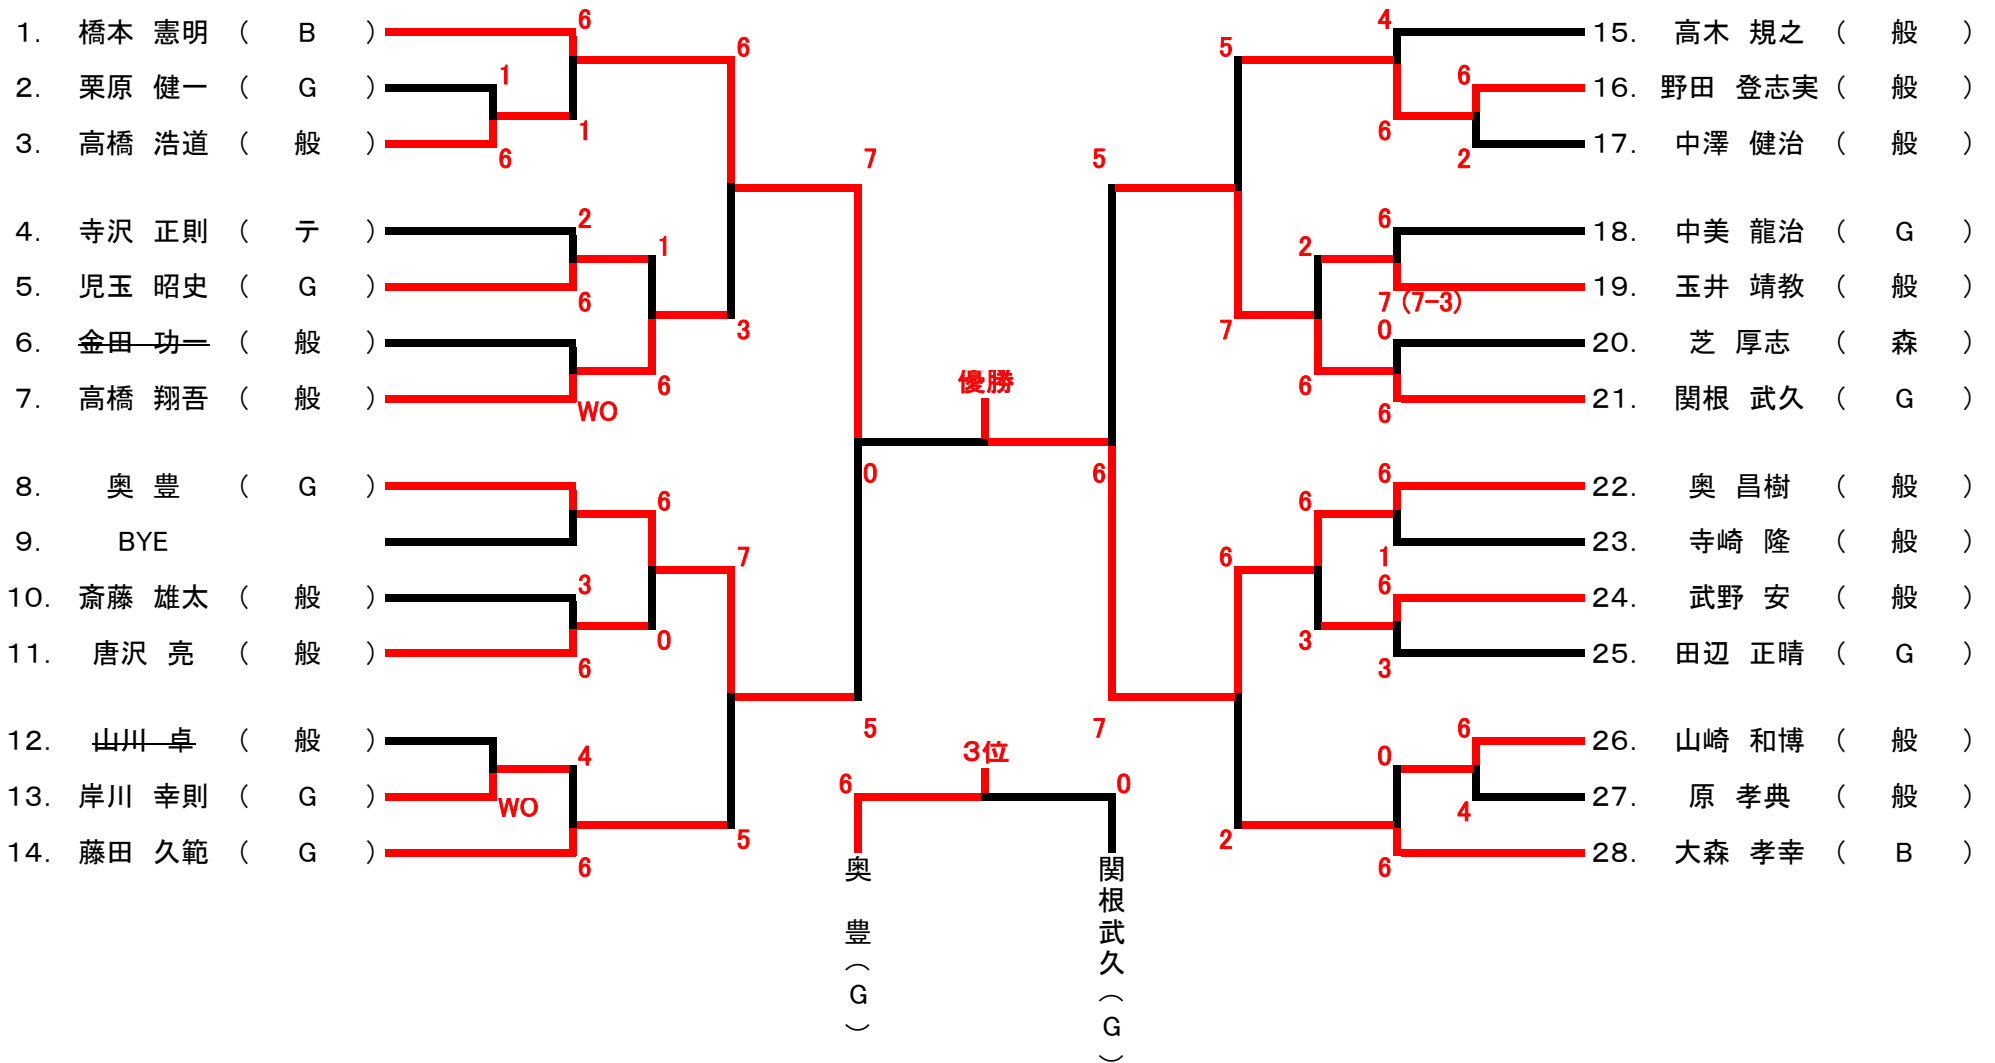 1. 橋本 憲明 ( B )
2. 栗原 健一 ( G )
3. 高橋 浩道 ( 般 )
4. 寺沢 正則 ( テ )
5. 児玉 昭史 ( G )
6. 金田 功一 ( 般 )
7. 高橋 翔吾 ( 般 )
8. 奥 豊 ( G )
9. BYE
10. 斎藤 雄太 ( 般 )
11. 唐沢 亮 ( 般 )
12. 山川 卓 ( 般 )
13. 岸川 幸則 ( G )
14. 藤田 久範 ( G )
6
1
1
6
2
6
WO
3
6
WO
4
6
1
6
6
0
6
3
7
5
7
5
0
優勝
6
3位
6
0
奥 豊(G)
関根武久(G)
5
7
5
7
6
2
2
6
6
3
4
6
6
2
6
7 (7-3)
0
6
6
1
6
3
6
4
0
6
15. 高木 規之 ( 般 )
16. 野田 登志実 ( 般 )
17. 中澤 健治 ( 般 )
18. 中美 龍治 ( G )
19. 玉井 靖教 ( 般 )
20. 芝 厚志 ( 森 )
21. 関根 武久 ( G )
22. 奥 昌樹 ( 般 )
23. 寺崎 隆 ( 般 )
24. 武野 安 ( 般 )
25. 田辺 正晴 ( G )
26. 山崎 和博 ( 般 )
27. 原 孝典 ( 般 )
28. 大森 孝幸 ( B )